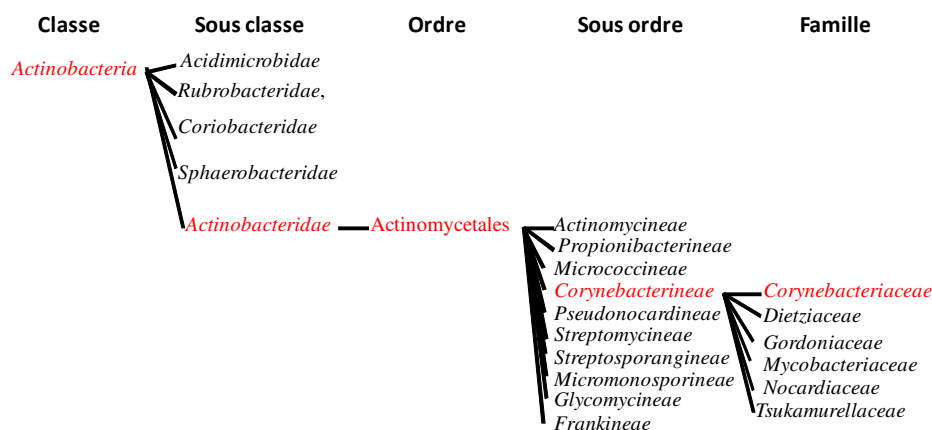 Classe Sous classe Ordre Sous ordre Famille
Actinobacteria
Acidimicrobidae
Rubrobacteridae,
Coriobacteridae
Sphaerobacteridae
Actinobacteridae
Actinomycetales
Actinomycineae
Propionibacterineae
Micrococcineae
Corynebacterineae
Pseudonocardineae
Streptomycineae
Streptosporangineae
Micromonosporineae
Glycomycineae
Frankineae
Corynebacteriaceae
Dietziaceae
Gordoniaceae
Mycobacteriaceae
Nocardiaceae
Tsukamurellaceae